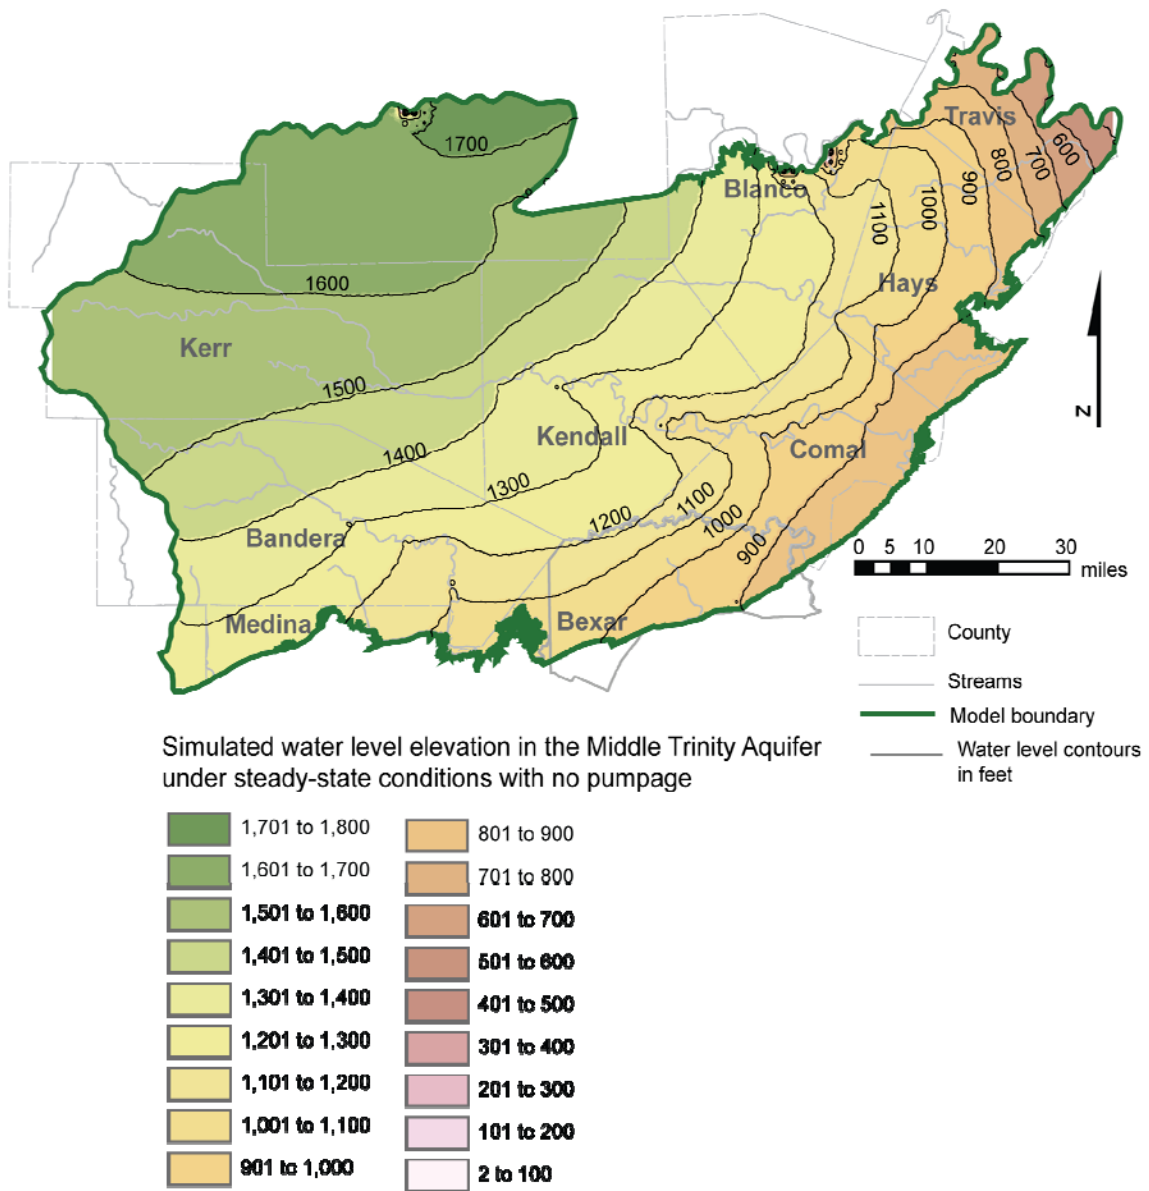 1700
Travis
600
700
800
900
Blanco
1000
1100
1600
Hays
Kerr
1500
N
Kendall
1400
Comal
1300
1100
1200
1000
Bandera
900
0 5 10 20 30
miles
Medina
Bexar
County
Streams
Model boundary
Water level contours
in feet
Simulated water level elevation in the Middle Trinity Aquifer
under steady-state conditions with no pumpage
1,701 to 1,800
1,601 to 1,700
1,501 to 1,600
1,401 to 1,500
1,301 to 1,400
1,201 to 1,300
1,101 to 1,200
1,001 to 1,100
901 to 1,000
801 to 900
701 to 800
601 to 700
501 to 600
401 to 500
301 to 400
201 to 300
101 to 200
2 to 100